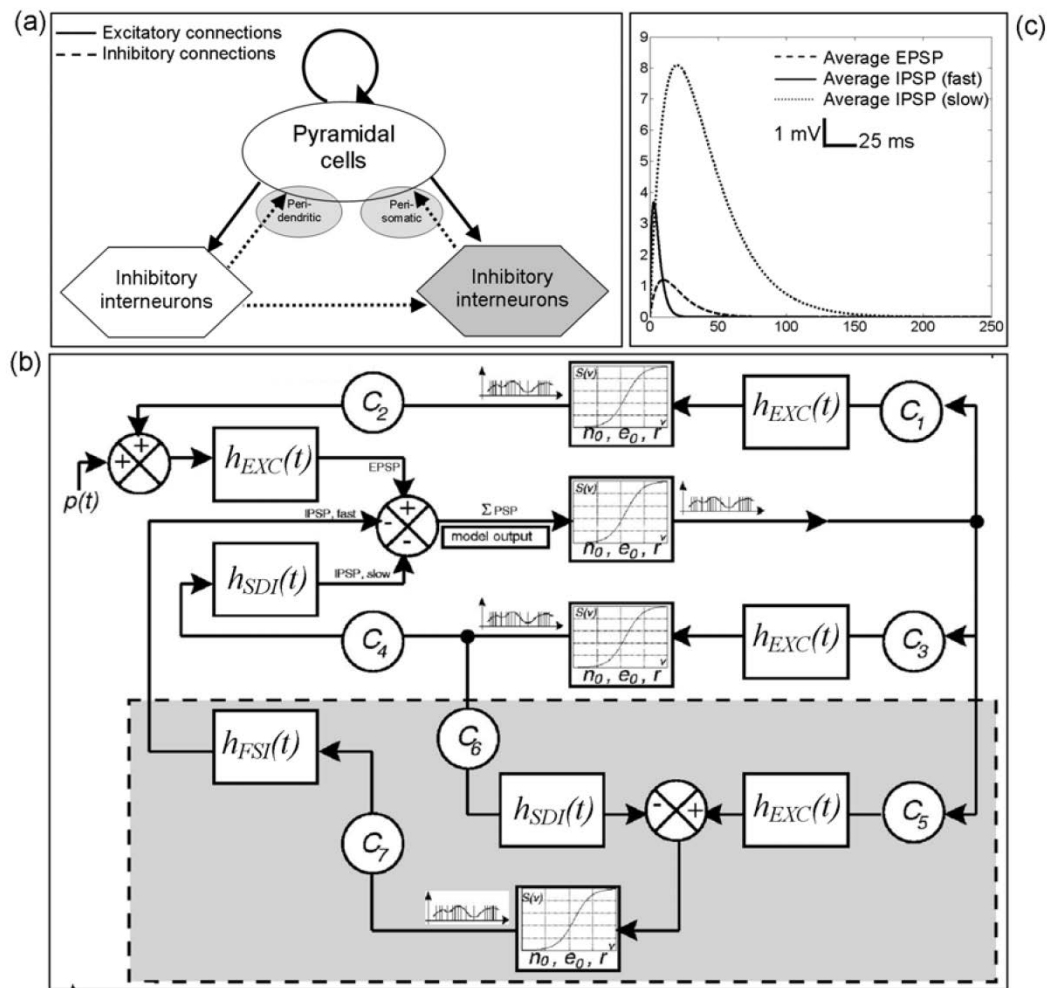 (a)
Excitatory connections
Inhibitory connections
Pyramidal
cells
Peri-
dendritic
Peri-
somatic
Inhibitory
interneurons
Inhibitory
interneurons
(c)
9
8
7
6
5
4
3
2
1
0
0 50 100 150 200 250
Average EPSP
Average IPSP (fast)
Average IPSP (slow)
1 mV
25 ms
(b)
C2
S(v)
v
n0, e0, r
hEXC(t)
C1
+
+
p(t)
hEXC(t)
EPSP
IPSP, fast
+
-
-
Σ PSP
model output
S(v)
v
n0, e0, r
hSDI(t)
IPSP, slow
C4
S(v)
v
n0, e0, r
hEXC(t)
C3
hFSI(t)
C6
hSDI(t)
-
+
hEXC(t)
C5
C7
S(v)
v
n0, e0, r